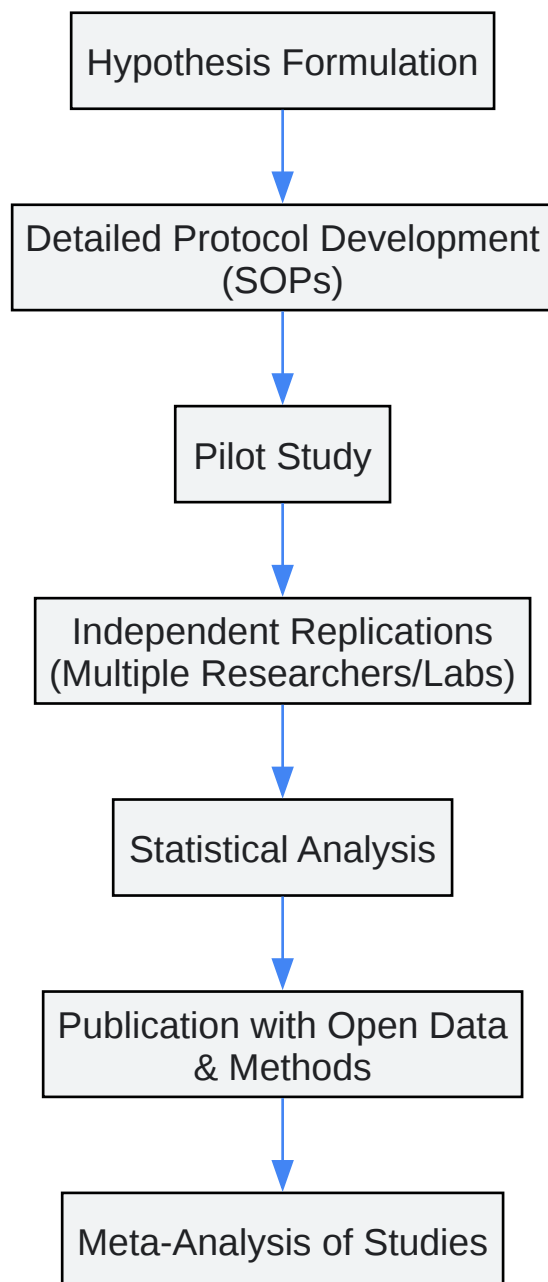 Hypothesis Formulation
Detailed Protocol Development
(SOPs)
Pilot Study
Independent Replications
(Multiple Researchers/Labs)
Statistical Analysis
Publication with Open Data
& Methods
Meta-Analysis of Studies